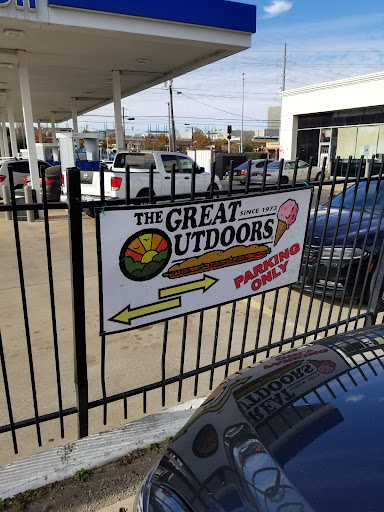 THE GREAT
SINCE 1973
OUTDOORS
PARKING
ONLY